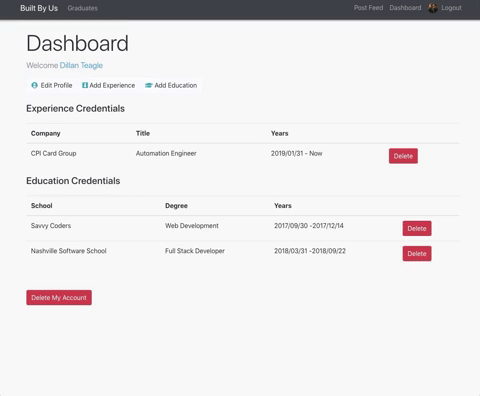 Built By Us Graduates Post Feed Dashboard Logout
Dashboard
Welcome Dillan Teagle
Edit Profile Add Experience Add Education
Experience Credentials
Company Title Years
CPI Card Group Automation Engineer 2019/01/31 - Now Delete
Education Credentials
School Degree Years
Savvy Coders Web Development 2017/09/30 -2017/12/14 Delete
Nashville Software School Full Stack Developer 2018/03/31 -2018/09/22 Delete
Delete My Account